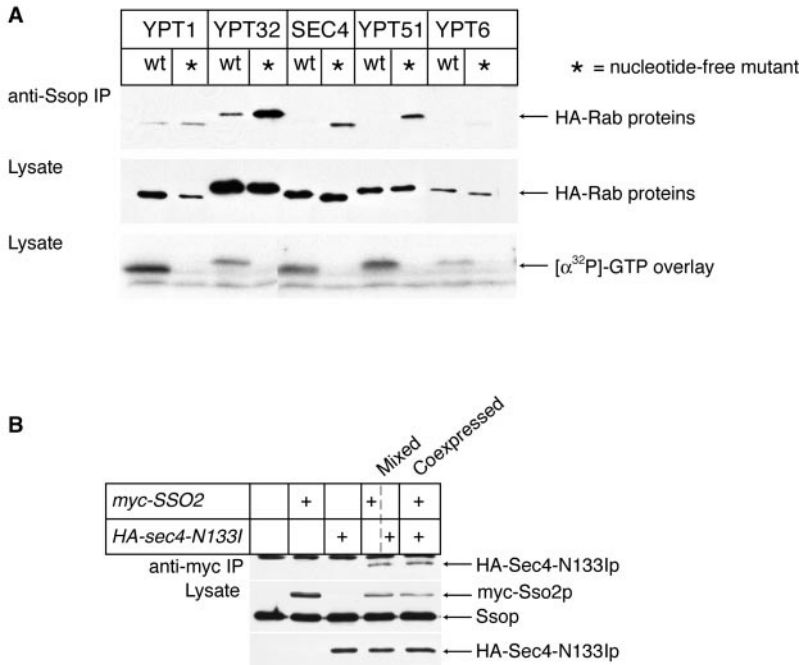 A
YPT1 YPT32 SEC4 YPT51 YPT6
wt * wt * wt * wt * wt *
* = nucleotide-free mutant
anti-Ssop IP
HA-Rab proteins
Lysate
HA-Rab proteins
Lysate
[α³²P]-GTP overlay
B
Mixed
Coexpressed
myc-SSO2 + + +
HA-sec4-N133I + + +
anti-myc IP
HA-Sec4-N133Ip
Lysate
myc-Sso2p
Ssop
HA-Sec4-N133Ip